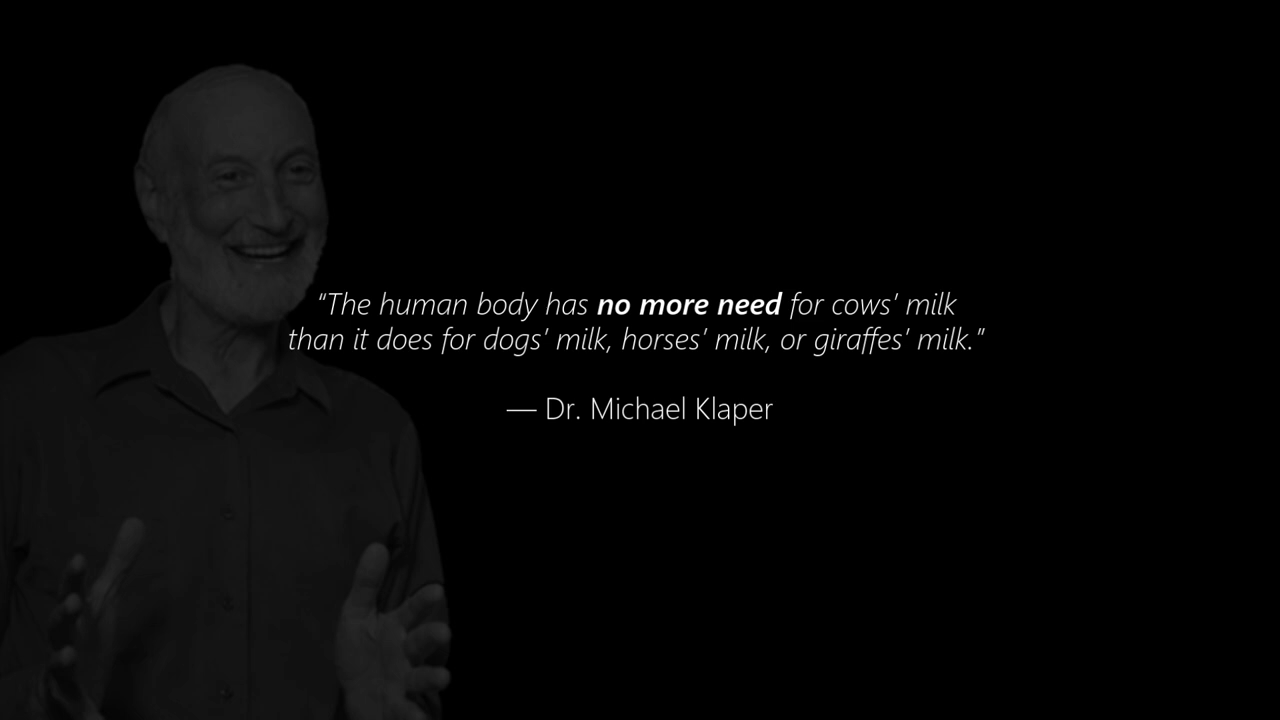 "The human body has no more need for cows' milk
than it does for dogs' milk, horses' milk, or giraffes' milk."
— Dr. Michael Klaper